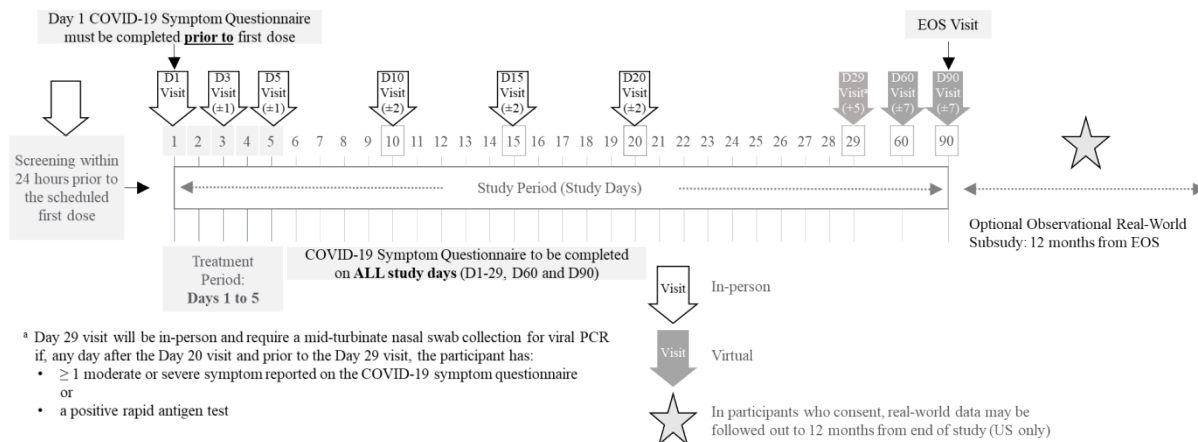 Day 1 COVID-19 Symptom Questionnaire
must be completed prior to first dose
EOS Visit
D1
Visit
D3
Visit
(±1)
D5
Visit
(±1)
D10
Visit
(±2)
D15
Visit
(±2)
D20
Visit
(±2)
D29
Visitª
(+5)
D60
Visit
(±7)
D90
Visit
(±7)
1 2 3 4 5 6 7 8 9 10 11 12 13 14 15 16 17 18 19 20 21 22 23 24 25 26 27 28 29 60 90
Screening within
24 hours prior to
the scheduled
first dose
Study Period (Study Days)
Optional Observational Real-World
Subsudy: 12 months from EOS
Treatment
Period:
Days 1 to 5
COVID-19 Symptom Questionnaire to be completed
on ALL study days (D1-29, D60 and D90)
Visit
In-person
Visit
Virtual
ª Day 29 visit will be in-person and require a mid-turbinate nasal swab collection for viral PCR
if, any day after the Day 20 visit and prior to the Day 29 visit, the participant has:
• ≥ 1 moderate or severe symptom reported on the COVID-19 symptom questionnaire
or
• a positive rapid antigen test
In participants who consent, real-world data may be
followed out to 12 months from end of study (US only)